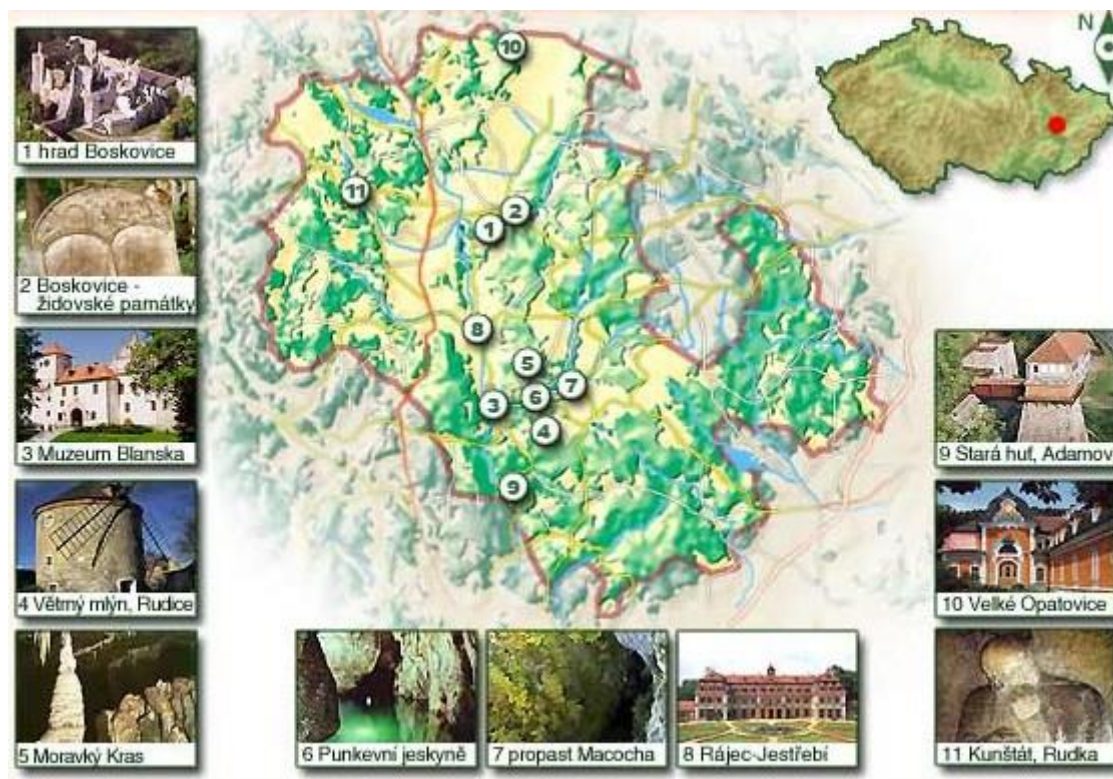 1 hrad Boskovice
2 Boskovice -
židovské památky
3 Muzeum Blanska
4 Větrný mlýn, Rudice
5 Moravký Kras
6 Punkevní jeskyně
7 propast Macocha
8 Rájec-Jestřebí
9 Stará huť, Adamov
10 Velké Opatovice
11 Kunštát, Rudka
N
10
11
2
1
8
5
7
6
3
4
9